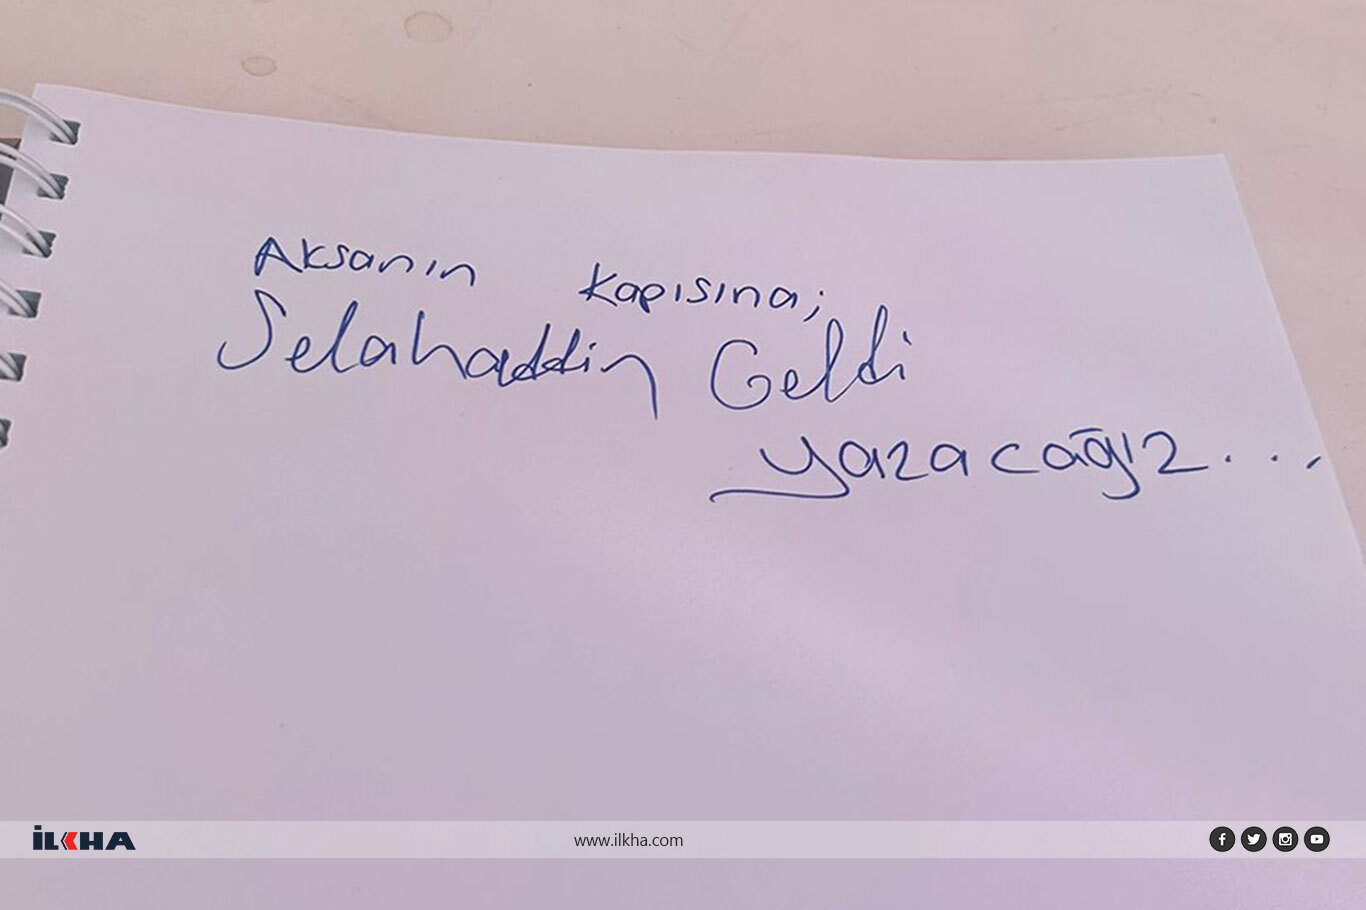 Aksanın kapısına;
Selahaddin Geldi
yazacağız...
İLKHA
www.ilkha.com